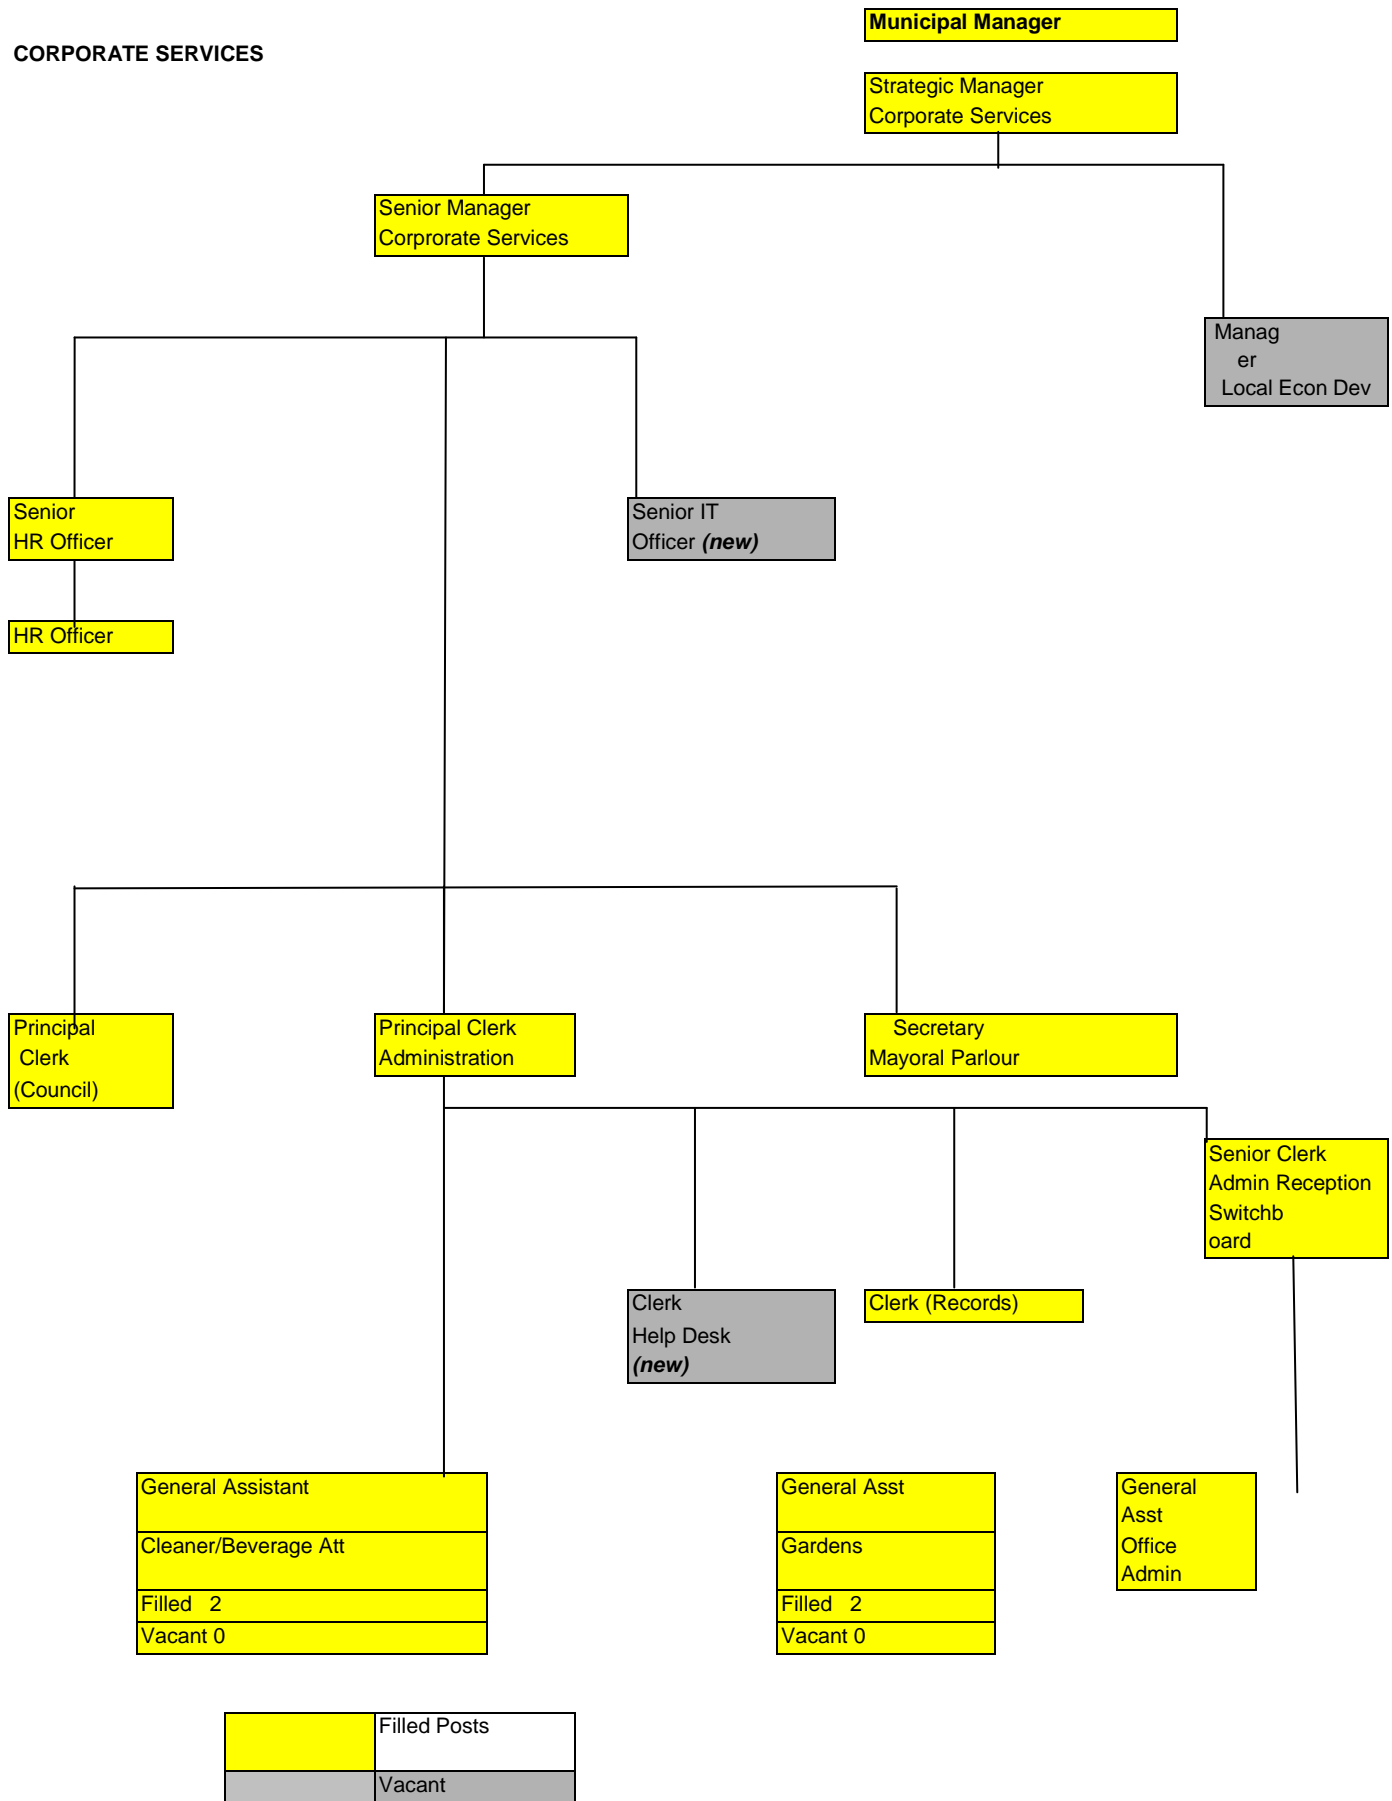 Municipal Manager
CORPORATE SERVICES
Strategic Manager
Corporate Services
Senior Manager
Corprorate Services
Manag
er
Local Econ Dev
Senior
HR Officer
Senior IT
Officer (new)
HR Officer
Principal
Clerk
(Council)
Principal Clerk
Administration
Secretary
Mayoral Parlour
Senior Clerk
Admin Reception
Switchb
oard
Clerk
Help Desk
(new)
Clerk (Records)
General Assistant
Cleaner/Beverage Att
Filled 2
Vacant 0
General Asst
Gardens
Filled 2
Vacant 0
General
Asst
Office
Admin
Filled Posts
Vacant